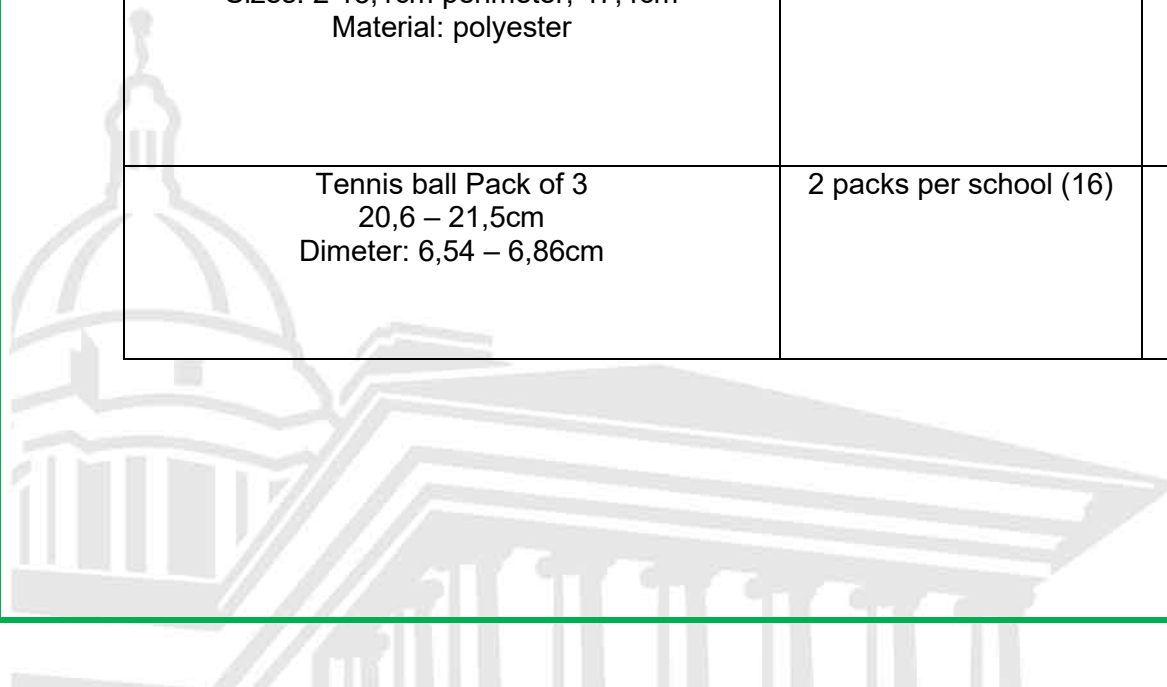 Material: polyester
Tennis ball Pack of 3
20,6 – 21,5cm
Dimeter: 6,54 – 6,86cm
2 packs per school (16)